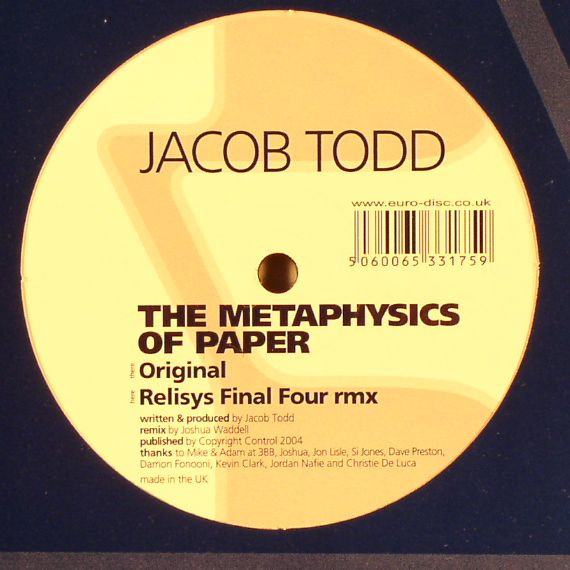 JACOB TODD
www.euro-disc.co.uk
5 060065 331759
THE METAPHYSICS
OF PAPER
there Original
here Relisys Final Four rmx
written & produced by Jacob Todd
remix by Joshua Waddell
published by Copyright Control 2004
thanks to Mike & Adam at 3BB, Joshua, Jon Lisle, Si Jones, Dave Preston,
Damon Fonooni, Kevin Clark, Jordan Nafie and Christie De Luca
made in the UK